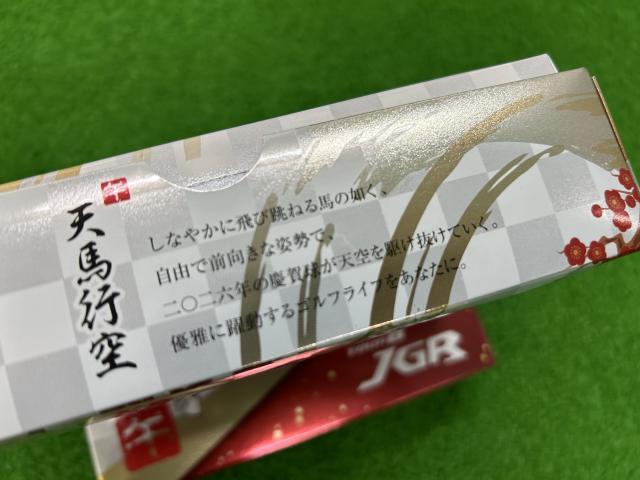 午
天馬行空
しなやかに飛び跳ねる馬の如く、
自由で前向きな姿勢で、
二〇二六年の慶賀球が天空を駆け抜けていく。
優雅に躍動するゴルフライフをあなたに。
JGR
午